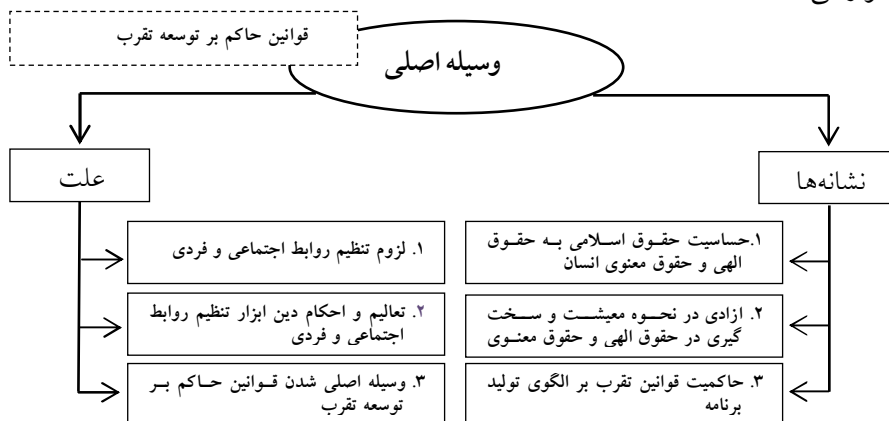 قوانین حاکم بر توسعه تقرب
وسیله اصلی
نشانه‌ها
علت
۱.حساسیت حقوق اسلامی به حقوق
الهی و حقوق معنوی انسان
۲. ازادی در نحوه معیشت و سخت
گیری در حقوق الهی و حقوق معنوی
۳. حاکمیت قوانین تقرب بر الگوی تولید
برنامه
۱. لزوم تنظیم روابط اجتماعی و فردی
۲. تعالیم و احکام دین ابزار تنظیم روابط
اجتماعی و فردی
۳. وسیله اصلی شدن قوانین حاکم بر
توسعه تقرب